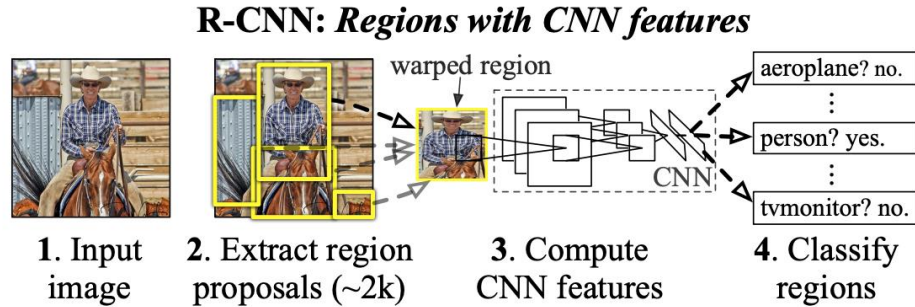 R-CNN: Regions with CNN features
warped region
aeroplane? no.
⋮
person? yes.
⋮
tvmonitor? no.
CNN
1. Input
image
2. Extract region
proposals (~2k)
3. Compute
CNN features
4. Classify
regions